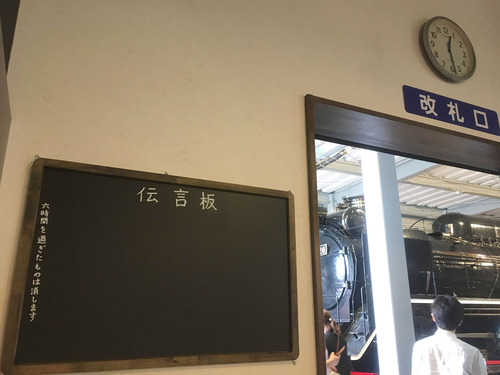 伝言板
六時間を過ぎたものは消します
改札口